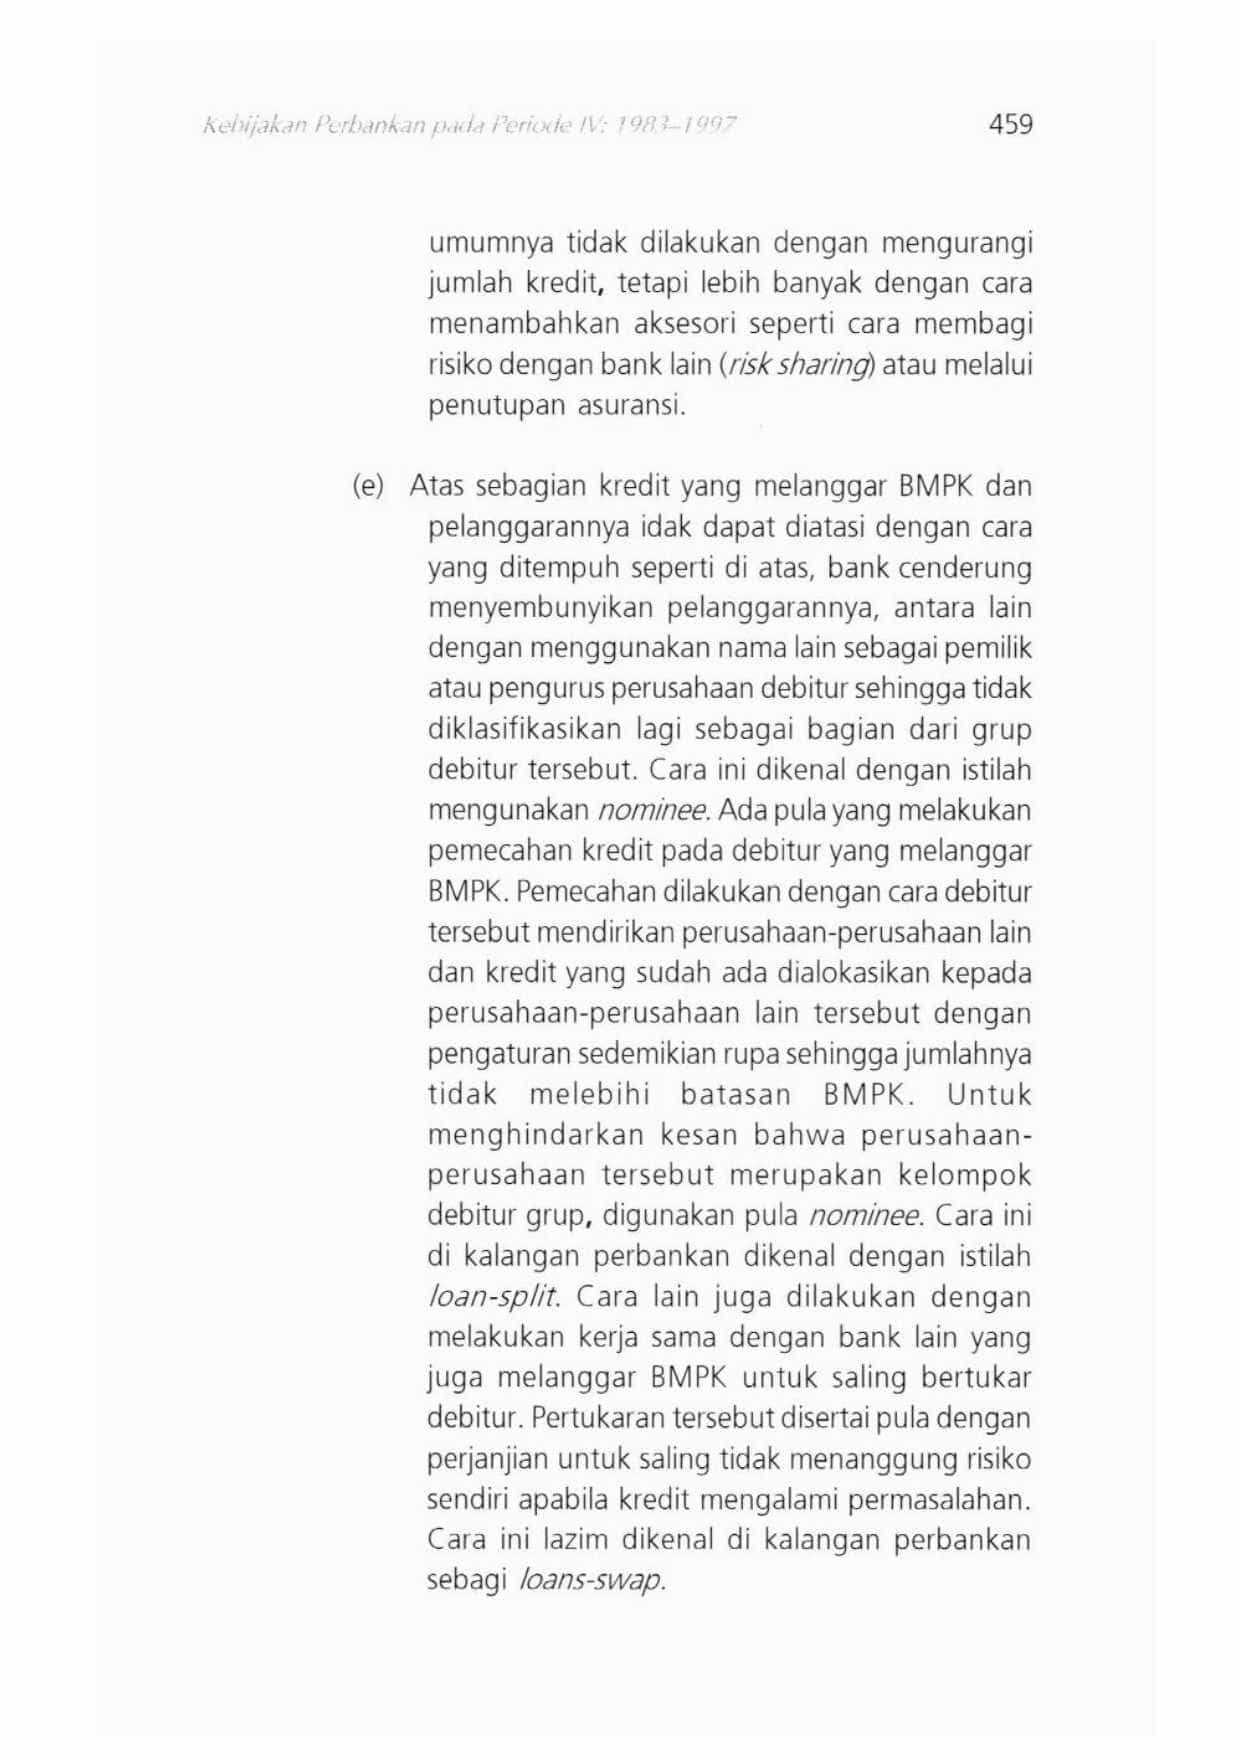 Kebijakan Perbankan pada Periode IV: 1983–1997 459
umumnya tidak dilakukan dengan mengurangi
jumlah kredit, tetapi lebih banyak dengan cara
menambahkan aksesori seperti cara membagi
risiko dengan bank lain (risk sharing) atau melalui
penutupan asuransi.
(e) Atas sebagian kredit yang melanggar BMPK dan
pelanggarannya idak dapat diatasi dengan cara
yang ditempuh seperti di atas, bank cenderung
menyembunyikan pelanggarannya, antara lain
dengan menggunakan nama lain sebagai pemilik
atau pengurus perusahaan debitur sehingga tidak
diklasifikasikan lagi sebagai bagian dari grup
debitur tersebut. Cara ini dikenal dengan istilah
mengunakan nominee. Ada pula yang melakukan
pemecahan kredit pada debitur yang melanggar
BMPK. Pemecahan dilakukan dengan cara debitur
tersebut mendirikan perusahaan-perusahaan lain
dan kredit yang sudah ada dialokasikan kepada
perusahaan-perusahaan lain tersebut dengan
pengaturan sedemikian rupa sehingga jumlahnya
tidak melebihi batasan BMPK. Untuk
menghindarkan kesan bahwa perusahaan-
perusahaan tersebut merupakan kelompok
debitur grup, digunakan pula nominee. Cara ini
di kalangan perbankan dikenal dengan istilah
loan-split. Cara lain juga dilakukan dengan
melakukan kerja sama dengan bank lain yang
juga melanggar BMPK untuk saling bertukar
debitur. Pertukaran tersebut disertai pula dengan
perjanjian untuk saling tidak menanggung risiko
sendiri apabila kredit mengalami permasalahan.
Cara ini lazim dikenal di kalangan perbankan
sebagi loans-swap.